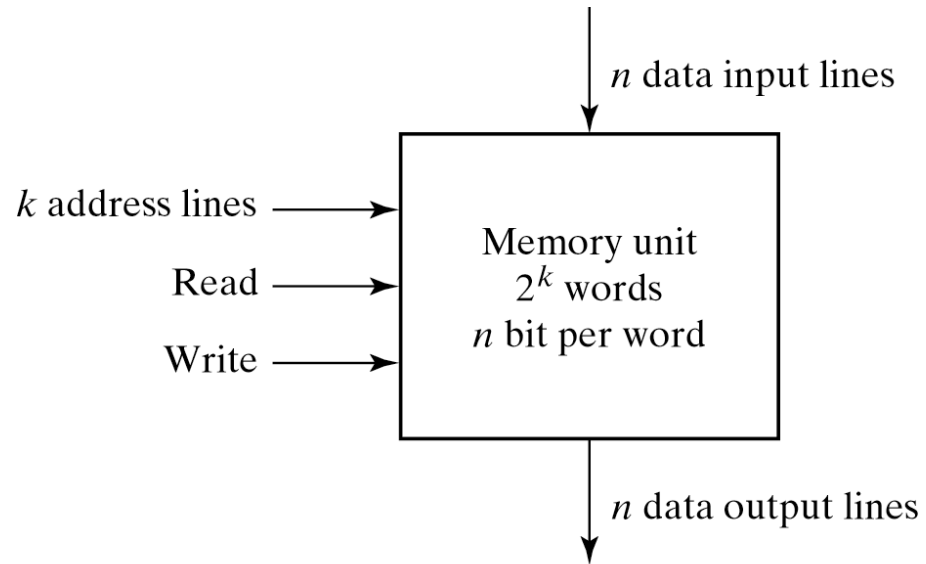 n data input lines
k address lines
Read
Write
Memory unit
2^k words
n bit per word
n data output lines